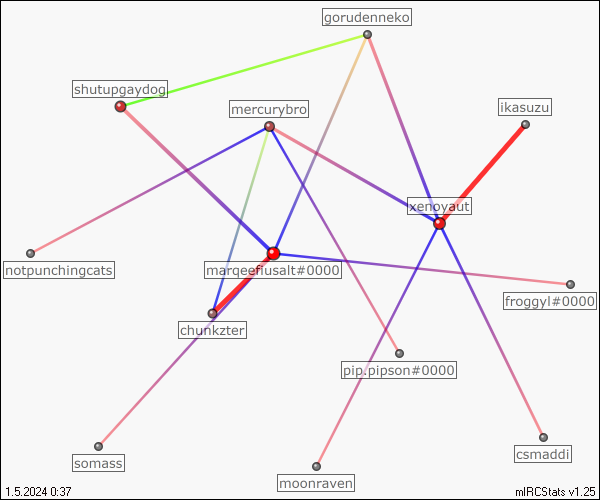 gorudenneko
shutupgaydog
mercurybro
ikasuzu
xenoyaut
notpunchingcats
marqeefiusalt#0000
froggyl#0000
chunkzter
pip.pipson#0000
somass
csmaddi
moonraven
1.5.2024 0:37
mIRCStats v1.25